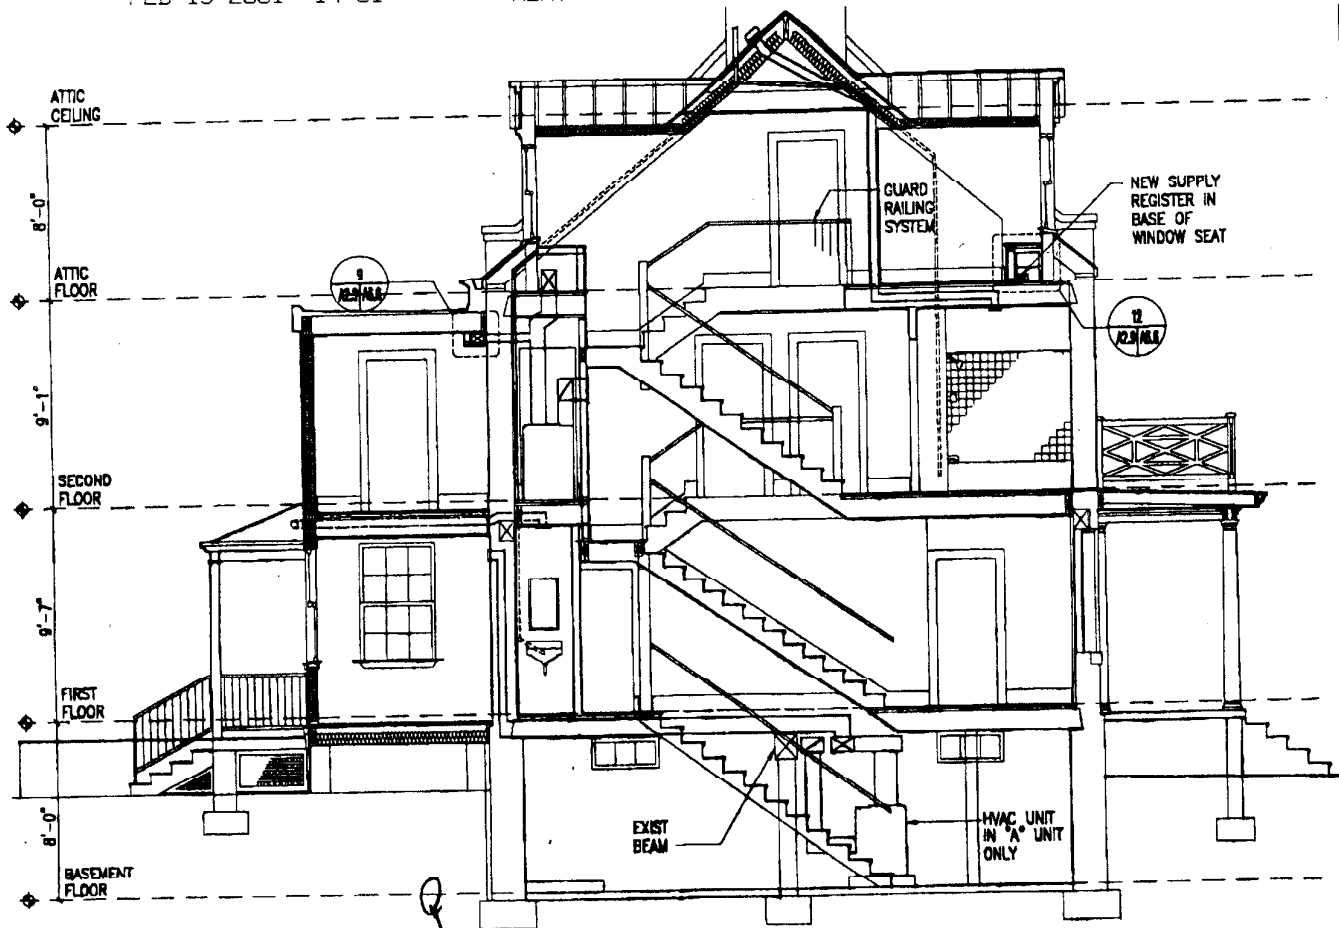 ATTIC
CEILING
8'-0"
GUARD
RAILING
SYSTEM
NEW SUPPLY
REGISTER IN
BASE OF
WINDOW SEAT
ATTIC
FLOOR
9
12
9'-1"
SECOND
FLOOR
9'-7"
FIRST
FLOOR
8'-0"
EXIST
BEAM
HVAC UNIT
IN "A" UNIT
ONLY
BASEMENT
FLOOR